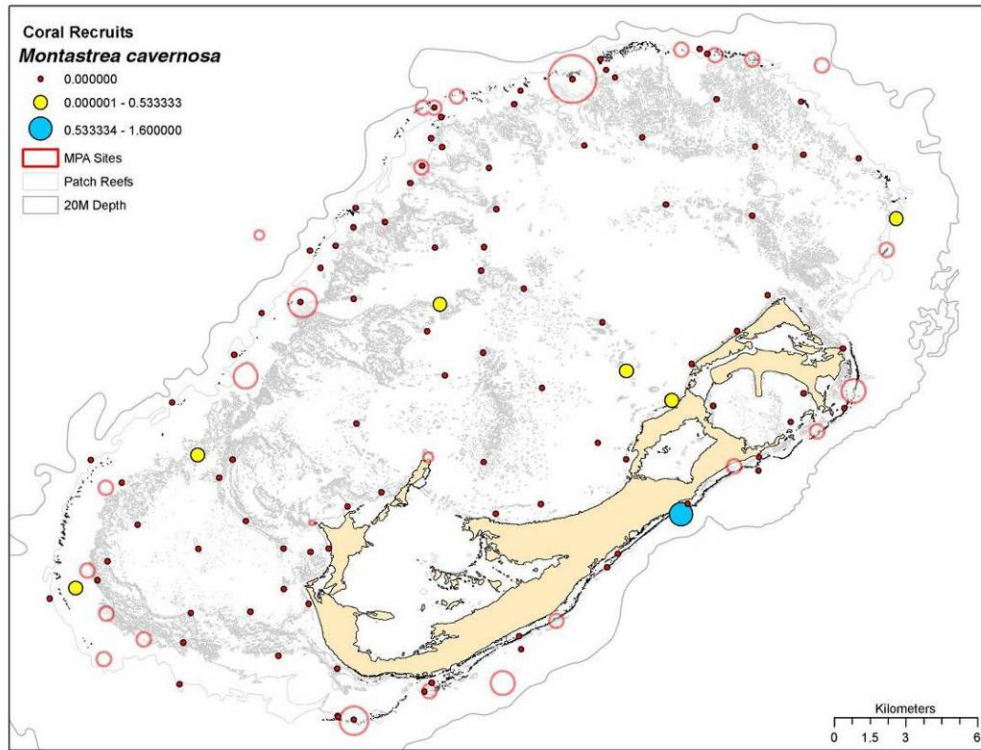 Coral Recruits
Montastrea cavernosa
0.000000
0.000001 - 0.533333
0.533334 - 1.600000
MPA Sites
Patch Reefs
20M Depth
Kilometers
0 1.5 3 6